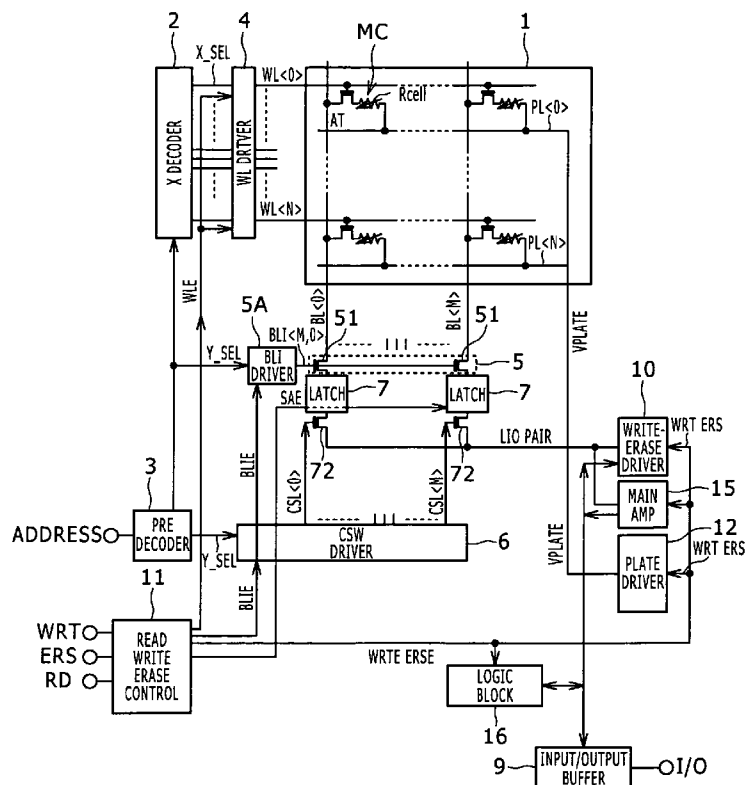 2
4
MC
1
X_SEL
WL<0>
Rcell
AT
PL<0>
X DECODER
WL DRTVER
WL<N>
PL<N>
WLE
BL<0>
BL<M>
VPLATE
5A
BLI<M,0>
51
51
Y_SEL
BLI DRIVER
5
LATCH
7
SAE
LATCH
7
10
72
72
LIO PAIR
WRITE-
ERASE
DRIVER
WRT ERS
BLIE
CSL<0>
CSL<M>
3
MAIN
AMP
15
ADDRESS
PRE
DECODER
12
Y_SEL
CSW
DRIVER
6
VPLATE
PLATE
DRIVER
WRT ERS
11
BLIE
WRT
ERS
RD
READ
WRITE
ERASE
CONTROL
WRTE ERSE
LOGIC
BLOCK
16
9
INPUT/OUTPUT
BUFFER
I/O